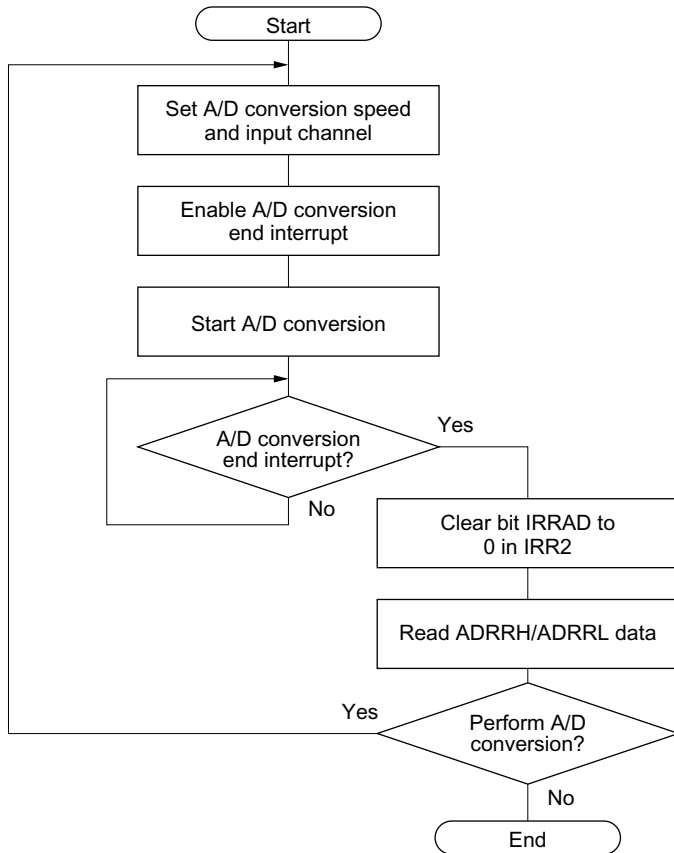 Start
Set A/D conversion speed
and input channel
Enable A/D conversion
end interrupt
Start A/D conversion
A/D conversion
end interrupt?
Yes
No
Clear bit IRRAD to
0 in IRR2
Read ADRRH/ADRRL data
Perform A/D
conversion?
Yes
No
End